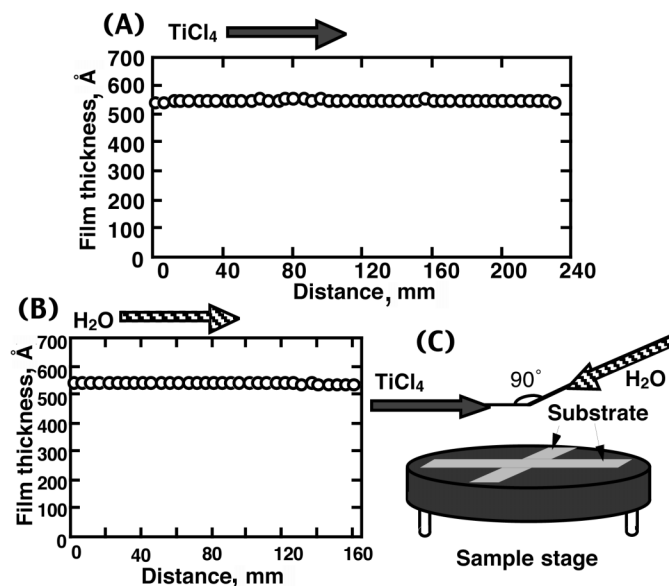 (A)
TiCl4
Film thickness, Å
700
600
500
400
300
200
100
0
0 40 80 120 160 200 240
Distance, mm
(B)
H2O
Film thickness, Å
700
600
500
400
300
200
100
0
0 40 80 120 160
Distance, mm
(C)
TiCl4
90°
H2O
Substrate
Sample stage